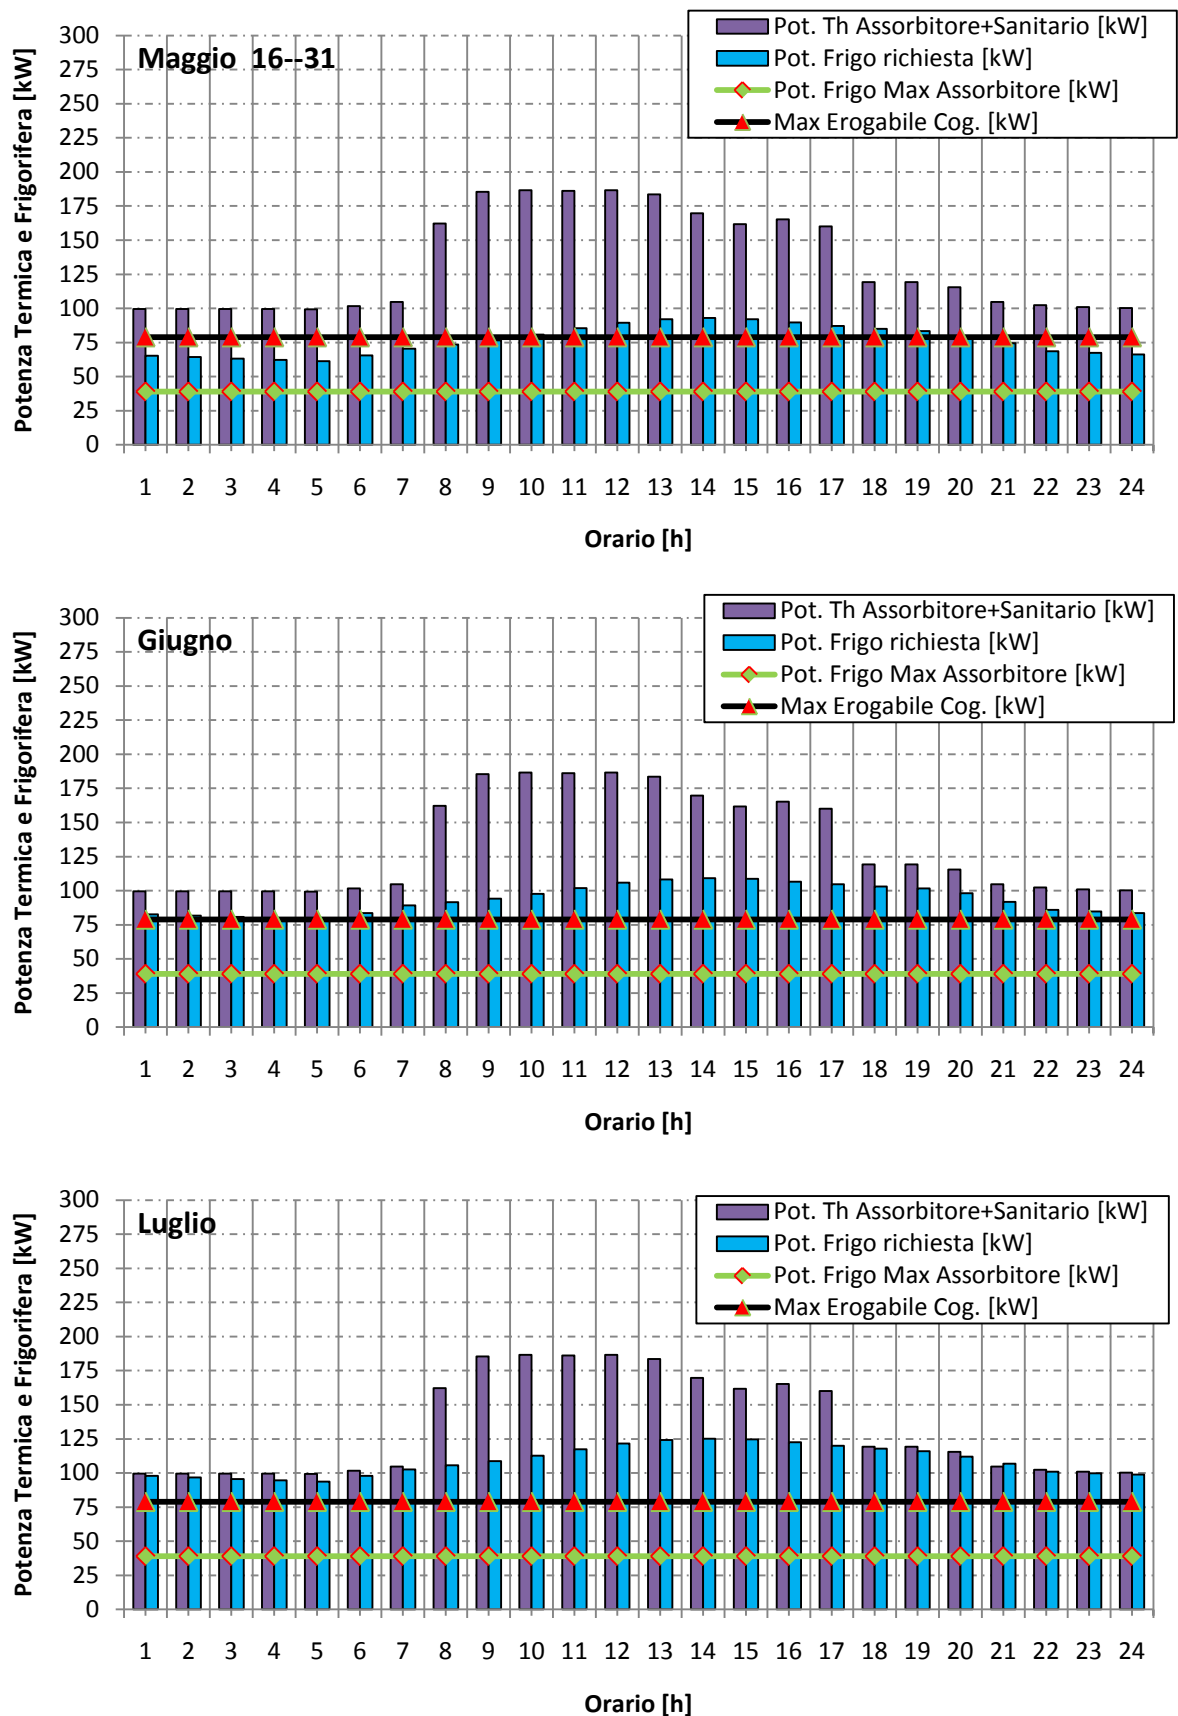 Pot. Th Assorbitore+Sanitario [kW]
Pot. Frigo richiesta [kW]
Pot. Frigo Max Assorbitore [kW]
Max Erogabile Cog. [kW]
Maggio 16--31
Potenza Termica e Frigorifera [kW]
300
275
250
225
200
175
150
125
100
75
50
25
0
1 2 3 4 5 6 7 8 9 10 11 12 13 14 15 16 17 18 19 20 21 22 23 24
Orario [h]
Pot. Th Assorbitore+Sanitario [kW]
Pot. Frigo richiesta [kW]
Pot. Frigo Max Assorbitore [kW]
Max Erogabile Cog. [kW]
Giugno
Potenza Termica e Frigorifera [kW]
300
275
250
225
200
175
150
125
100
75
50
25
0
1 2 3 4 5 6 7 8 9 10 11 12 13 14 15 16 17 18 19 20 21 22 23 24
Orario [h]
Pot. Th Assorbitore+Sanitario [kW]
Pot. Frigo richiesta [kW]
Pot. Frigo Max Assorbitore [kW]
Max Erogabile Cog. [kW]
Luglio
Potenza Termica e Frigorifera [kW]
300
275
250
225
200
175
150
125
100
75
50
25
0
1 2 3 4 5 6 7 8 9 10 11 12 13 14 15 16 17 18 19 20 21 22 23 24
Orario [h]